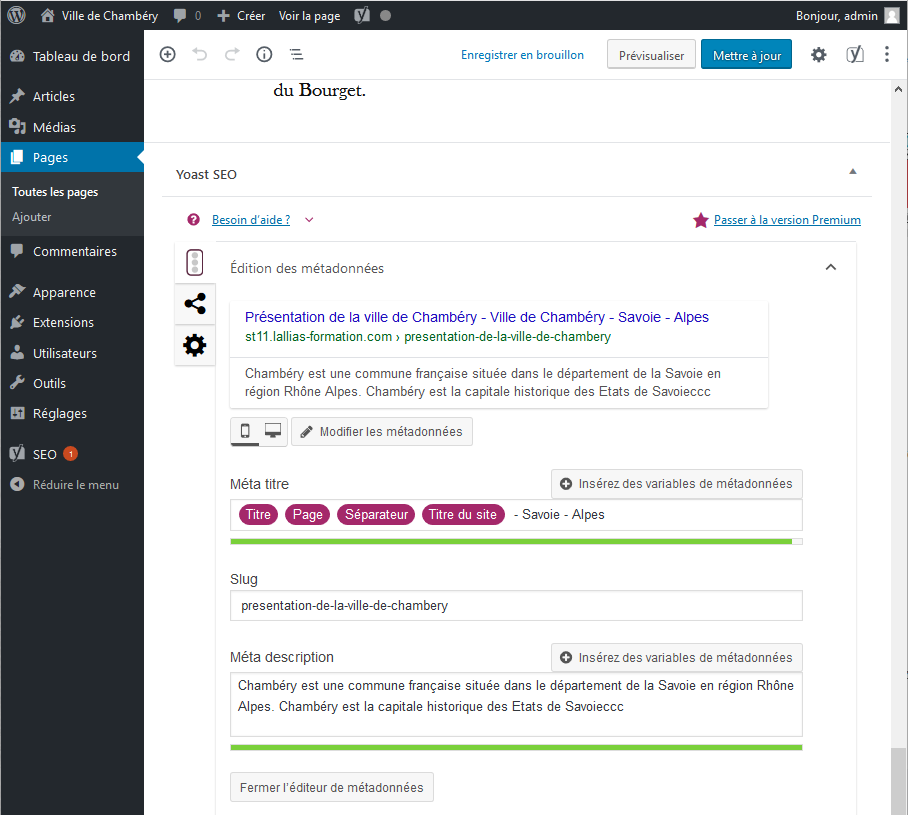 Ville de Chambéry 0 Créer Voir la page Bonjour, admin
Tableau de bord
Articles
Médias
Pages
Toutes les pages
Ajouter
Commentaires
Apparence
Extensions
Utilisateurs
Outils
Réglages
SEO 1
Réduire le menu
Enregistrer en brouillon Prévisualiser Mettre à jour
du Bourget.
Yoast SEO
Besoin d’aide ? Passer à la version Premium
Édition des métadonnées
Présentation de la ville de Chambéry - Ville de Chambéry - Savoie - Alpes
st11.lallias-formation.com › presentation-de-la-ville-de-chambery
Chambéry est une commune française située dans le département de la Savoie en
région Rhône Alpes. Chambéry est la capitale historique des Etats de Savoieccc
Modifier les métadonnées
Méta titre Insérez des variables de métadonnées
Titre Page Séparateur Titre du site - Savoie - Alpes
Slug
presentation-de-la-ville-de-chambery
Méta description Insérez des variables de métadonnées
Chambéry est une commune française située dans le département de la Savoie en région Rhône
Alpes. Chambéry est la capitale historique des Etats de Savoieccc
Fermer l’éditeur de métadonnées